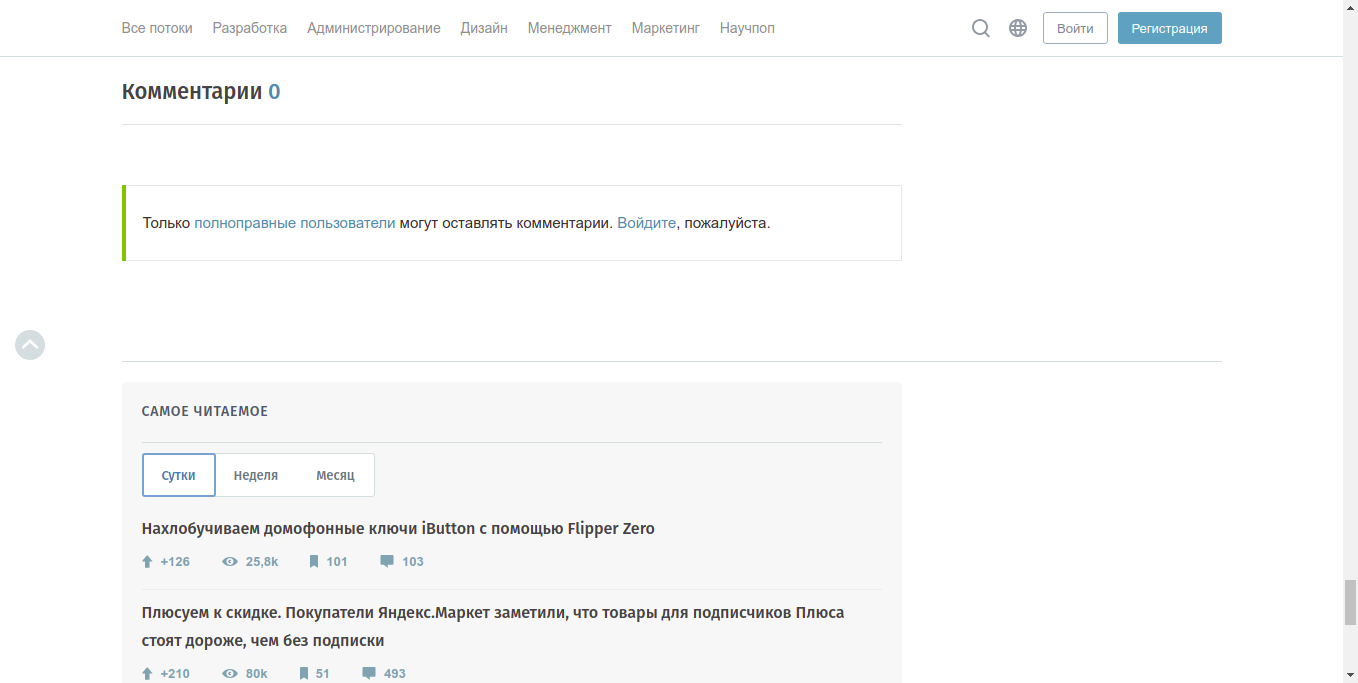 Все потоки Разработка Администрирование Дизайн Менеджмент Маркетинг Научпоп Войти Регистрация
Комментарии 0
Только полноправные пользователи могут оставлять комментарии. Войдите, пожалуйста.
САМОЕ ЧИТАЕМОЕ
Сутки Неделя Месяц
Нахлобучиваем домофонные ключи iButton с помощью Flipper Zero
+126 25,8k 101 103
Плюсуем к скидке. Покупатели Яндекс.Маркет заметили, что товары для подписчиков Плюса
стоят дороже, чем без подписки
+210 80k 51 493